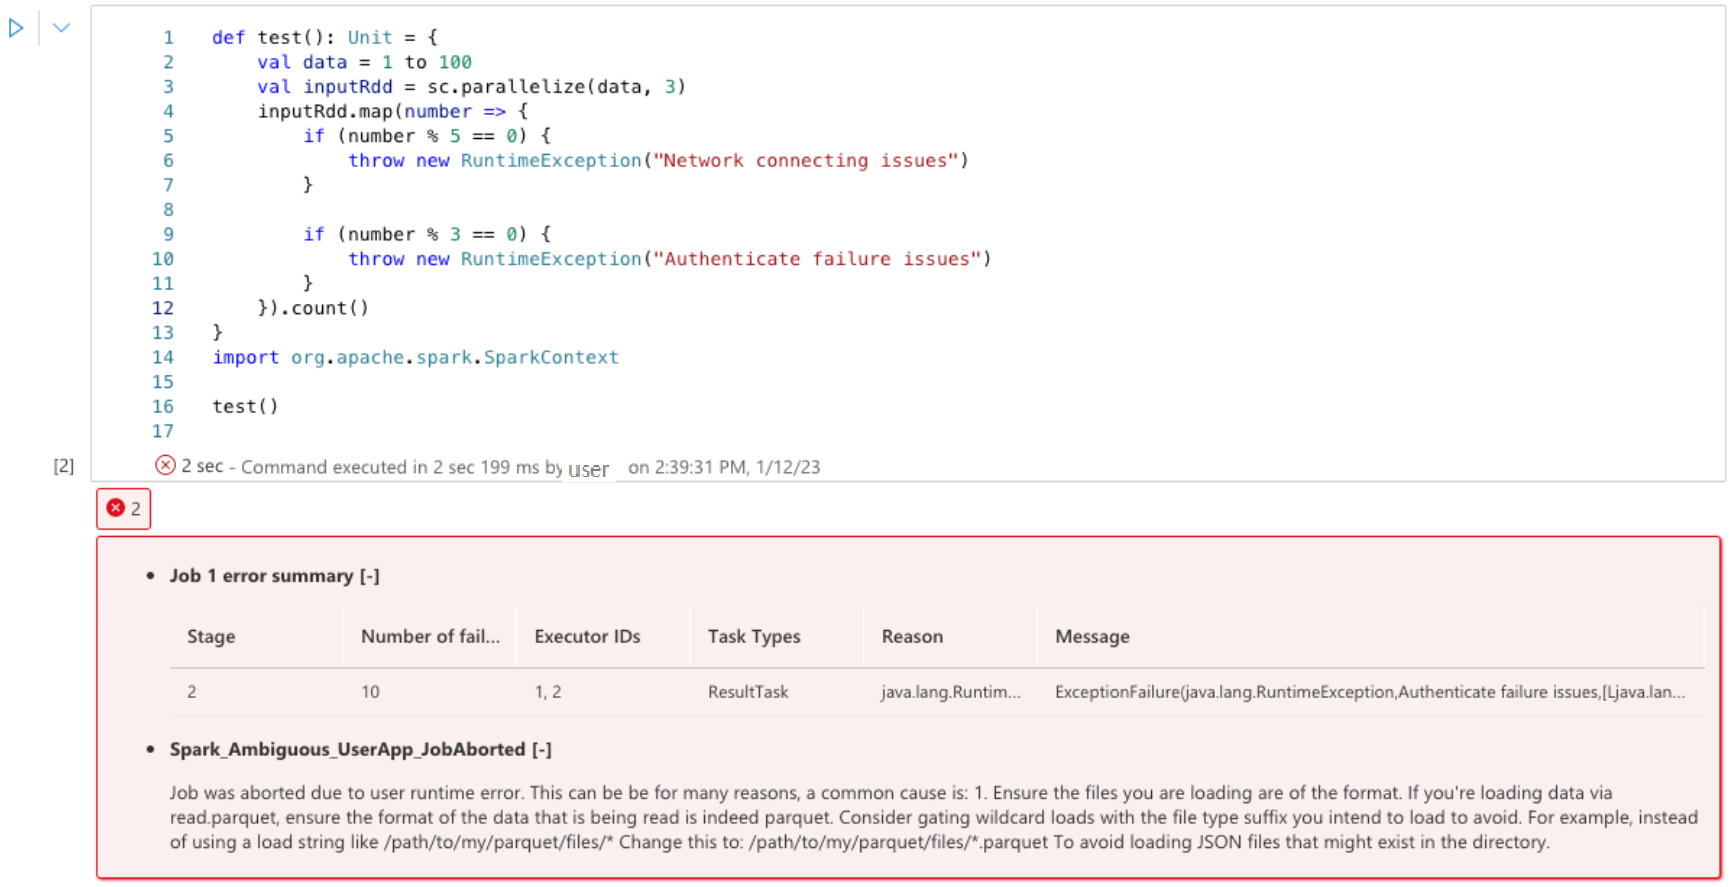 1 def test(): Unit = {
2 val data = 1 to 100
3 val inputRdd = sc.parallelize(data, 3)
4 inputRdd.map(number => {
5 if (number % 5 == 0) {
6 throw new RuntimeException("Network connecting issues")
7 }
8
9 if (number % 3 == 0) {
10 throw new RuntimeException("Authenticate failure issues")
11 }
12 }).count()
13 }
14 import org.apache.spark.SparkContext
15
16 test()
17
[2] 2 sec - Command executed in 2 sec 199 ms by user on 2:39:31 PM, 1/12/23
2
• Job 1 error summary [-]
Stage Number of fail... Executor IDs Task Types Reason Message
2 10 1, 2 ResultTask java.lang.Runtim... ExceptionFailure(java.lang.RuntimeException,Authenticate failure issues,[Ljava.lan...
• Spark_Ambiguous_UserApp_JobAborted [-]
Job was aborted due to user runtime error. This can be be for many reasons, a common cause is: 1. Ensure the files you are loading are of the format. If you're loading data via
read.parquet, ensure the format of the data that is being read is indeed parquet. Consider gating wildcard loads with the file type suffix you intend to load to avoid. For example, instead
of using a load string like /path/to/my/parquet/files/* Change this to: /path/to/my/parquet/files/*.parquet To avoid loading JSON files that might exist in the directory.